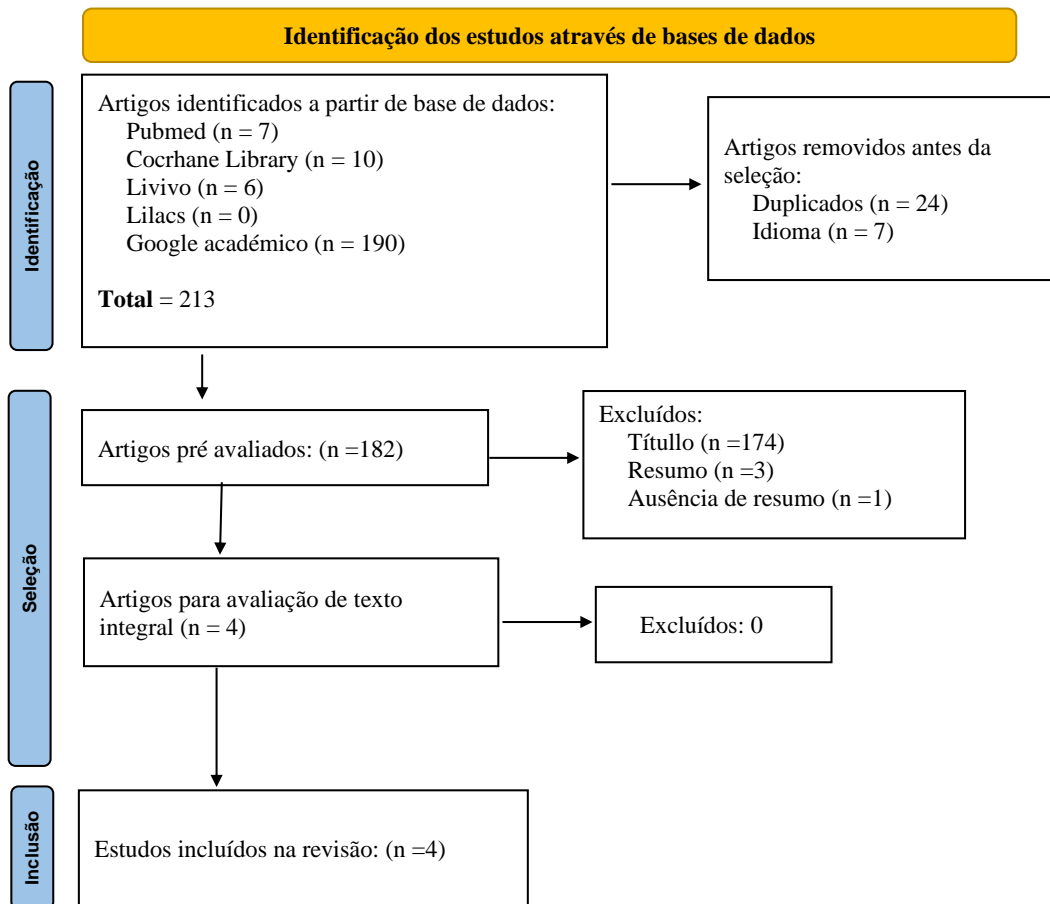 Identificação dos estudos através de bases de dados
Identificação
Artigos identificados a partir de base de dados:
Pubmed (n = 7)
Cocrhane Library (n = 10)
Livivo (n = 6)
Lilacs (n = 0)
Google académico (n = 190)
Total = 213
Artigos removidos antes da
seleção:
Duplicados (n = 24)
Idioma (n = 7)
Seleção
Artigos pré avaliados: (n =182)
Excluídos:
Títullo (n =174)
Resumo (n =3)
Ausência de resumo (n =1)
Artigos para avaliação de texto
integral (n = 4)
Excluídos: 0
Inclusão
Estudos incluídos na revisão: (n =4)